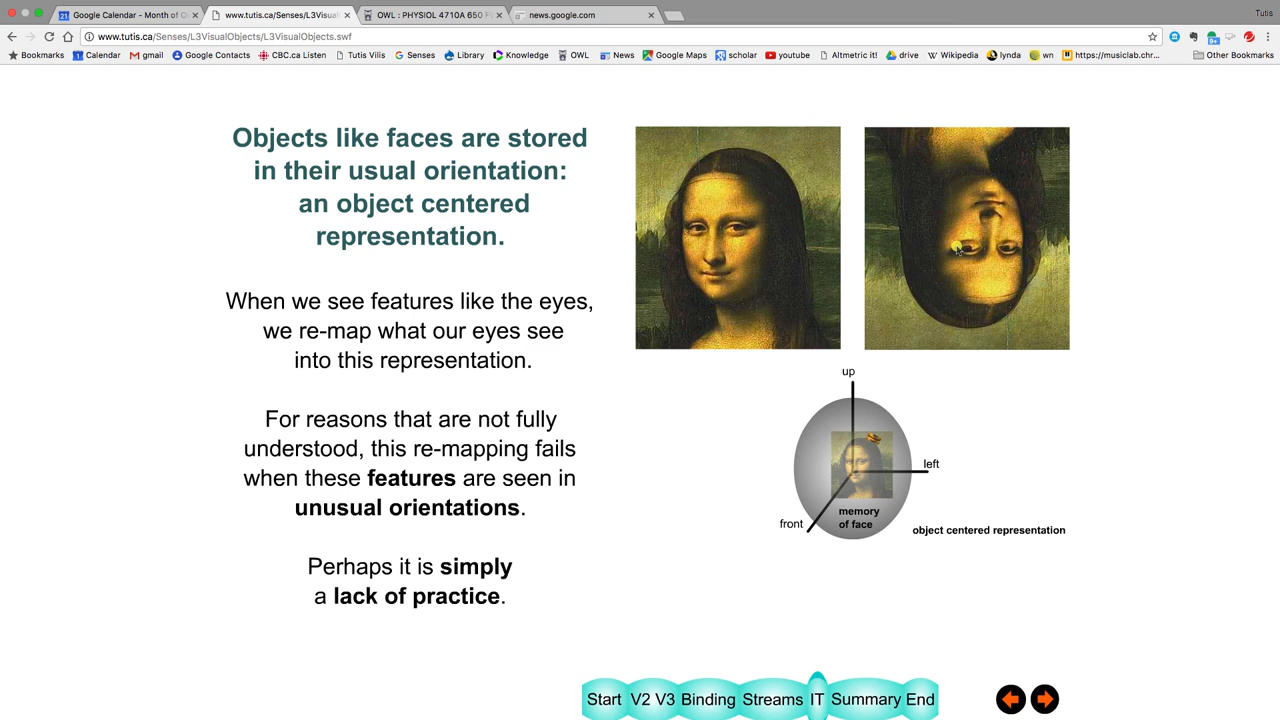 Google Calendar - Month of O
www.tutis.ca/Senses/L3Visual
OWL : PHYSIOL 4710A 650 F
news.google.com
Tutis
www.tutis.ca/Senses/L3VisualObjects/L3VisualObjects.swf
Bookmarks Calendar gmail Google Contacts CBC.ca Listen Tutis Vilis Senses Library Knowledge OWL News Google Maps scholar youtube Altmetric it! drive Wikipedia lynda wn https://musiclab.chr... Other Bookmarks
Objects like faces are stored
in their usual orientation:
an object centered
representation.
When we see features like the eyes,
we re-map what our eyes see
into this representation.
For reasons that are not fully
understood, this re-mapping fails
when these features are seen in
unusual orientations.
Perhaps it is simply
a lack of practice.
up
left
front
memory
of face
object centered representation
Start V2 V3 Binding Streams IT Summary End